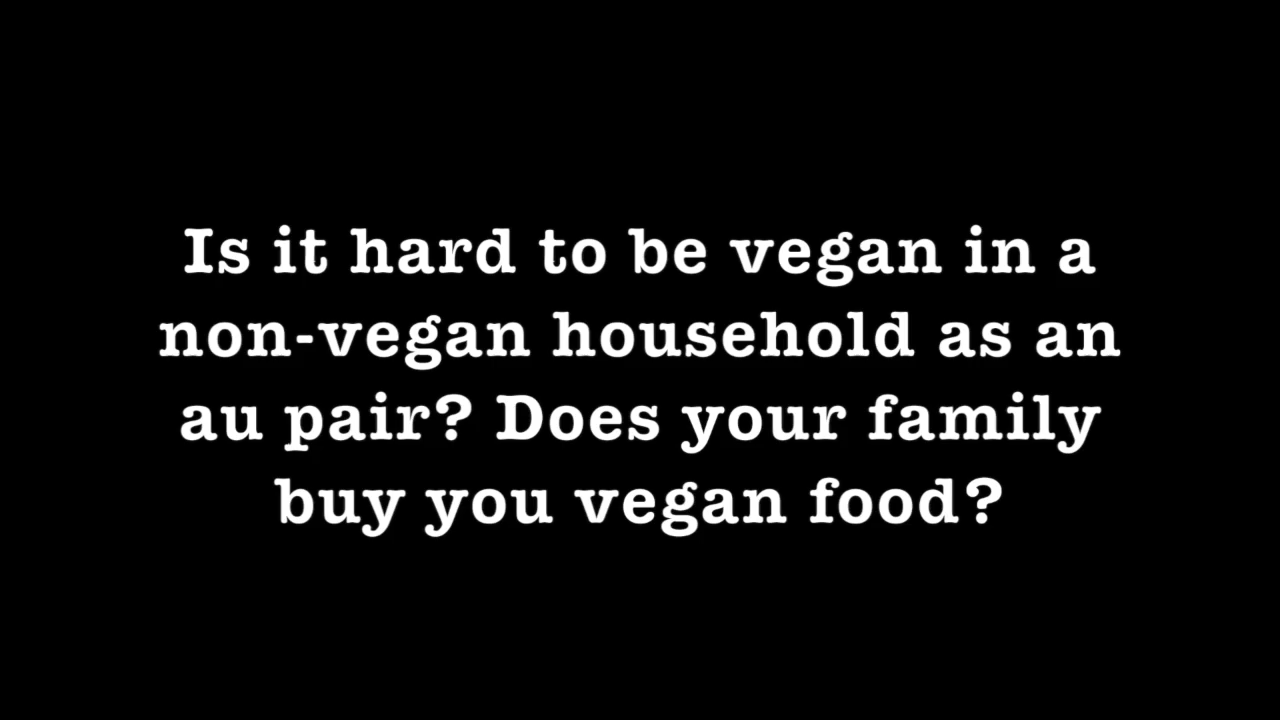 Is it hard to be vegan in a
non-vegan household as an
au pair? Does your family
buy you vegan food?